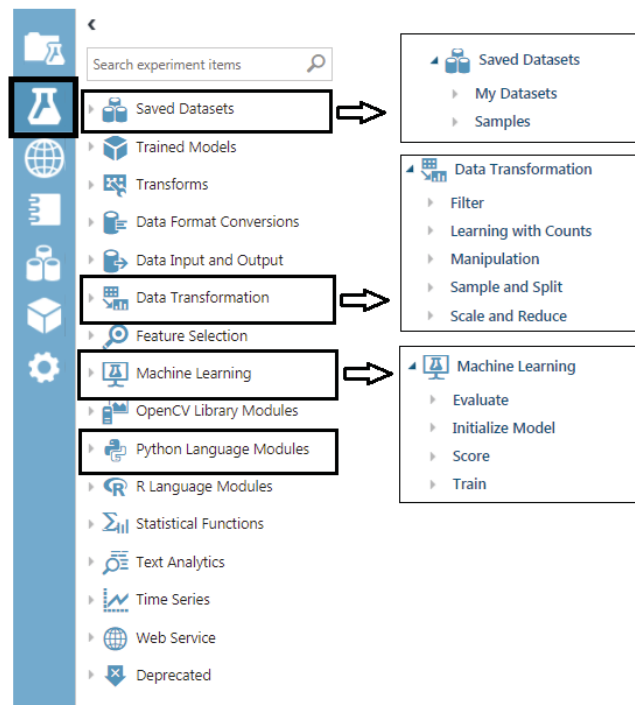 Search experiment items
Saved Datasets
Trained Models
Transforms
Data Format Conversions
Data Input and Output
Data Transformation
Feature Selection
Machine Learning
OpenCV Library Modules
Python Language Modules
R Language Modules
Statistical Functions
Text Analytics
Time Series
Web Service
Deprecated
Saved Datasets
My Datasets
Samples
Data Transformation
Filter
Learning with Counts
Manipulation
Sample and Split
Scale and Reduce
Machine Learning
Evaluate
Initialize Model
Score
Train